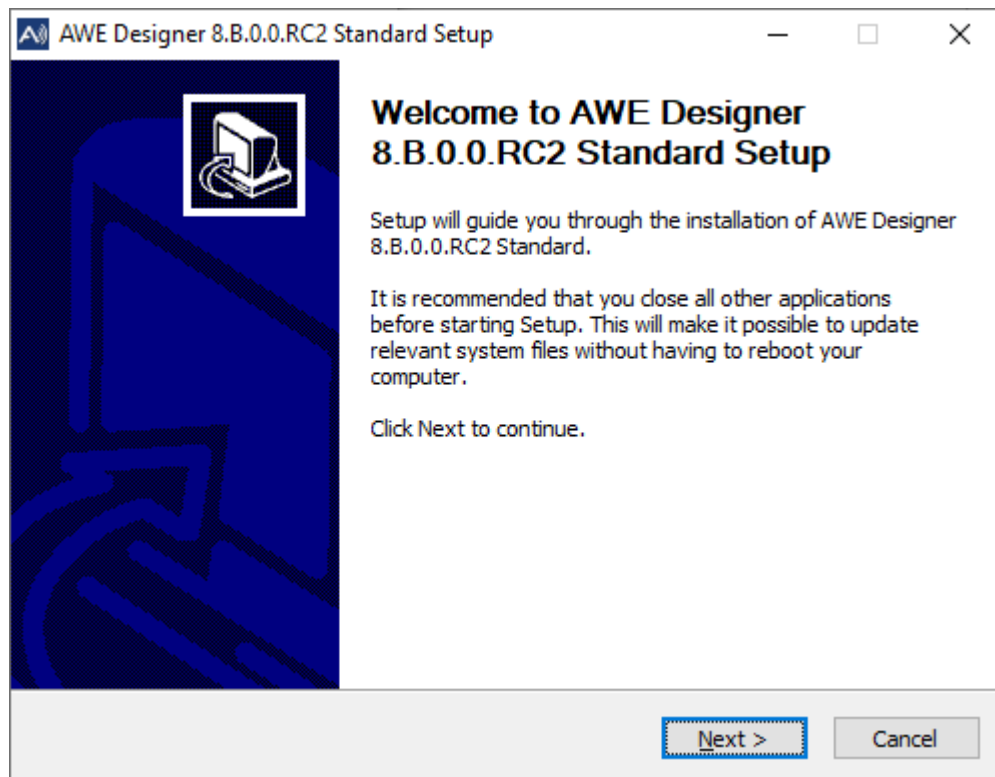 AWE Designer 8.B.0.0.RC2 Standard Setup
Welcome to AWE Designer
8.B.0.0.RC2 Standard Setup
Setup will guide you through the installation of AWE Designer
8.B.0.0.RC2 Standard.
It is recommended that you close all other applications
before starting Setup. This will make it possible to update
relevant system files without having to reboot your
computer.
Click Next to continue.
Next >
Cancel